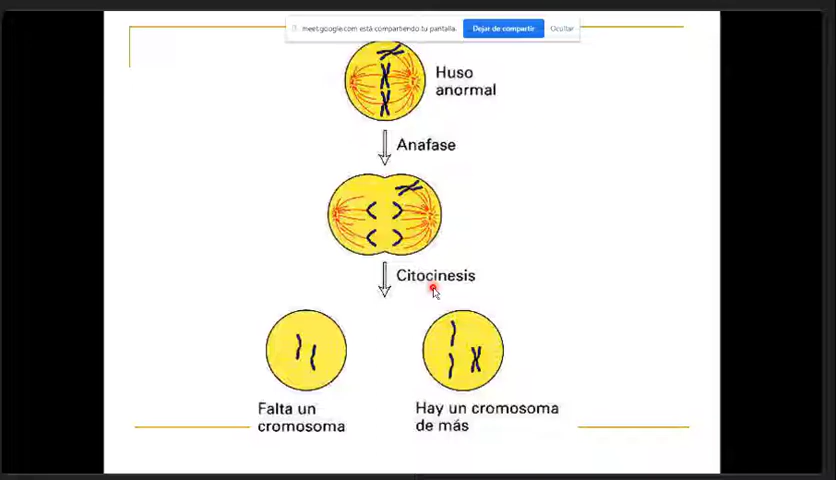 meet.google.com está compartiendo tu pantalla.
Dejar de compartir
Ocultar
Huso
anormal
Anafase
Citocinesis
Falta un
cromosoma
Hay un cromosoma
de más